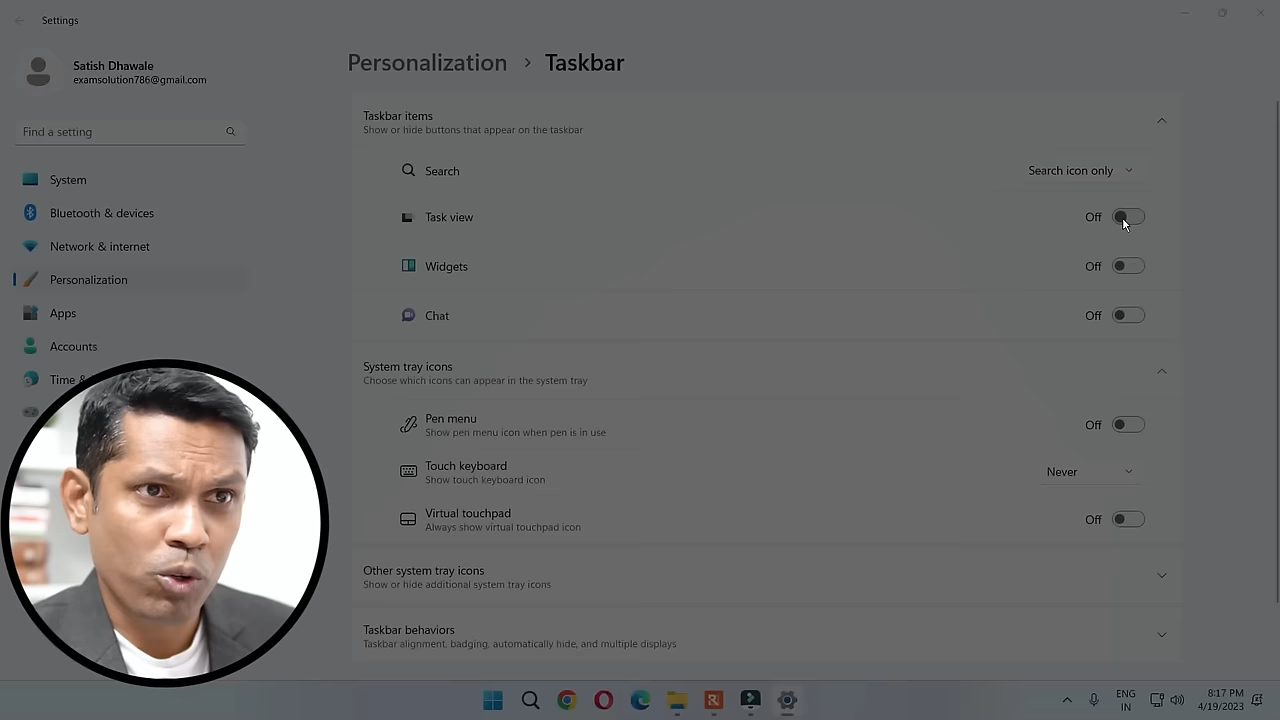 Settings
Satish Dhawale
examsolution786@gmail.com
Find a setting
System
Bluetooth & devices
Network & internet
Personalization
Apps
Accounts
Time &
Personalization > Taskbar
Taskbar items
Show or hide buttons that appear on the taskbar
Search
Search icon only
Task view
Off
Widgets
Off
Chat
Off
System tray icons
Choose which icons can appear in the system tray
Pen menu
Show pen menu icon when pen is in use
Off
Touch keyboard
Show touch keyboard icon
Never
Virtual touchpad
Always show virtual touchpad icon
Off
Other system tray icons
Show or hide additional system tray icons
Taskbar behaviors
Taskbar alignment, badging, automatically hide, and multiple displays
ENG
IN
8:17 PM
4/19/2023